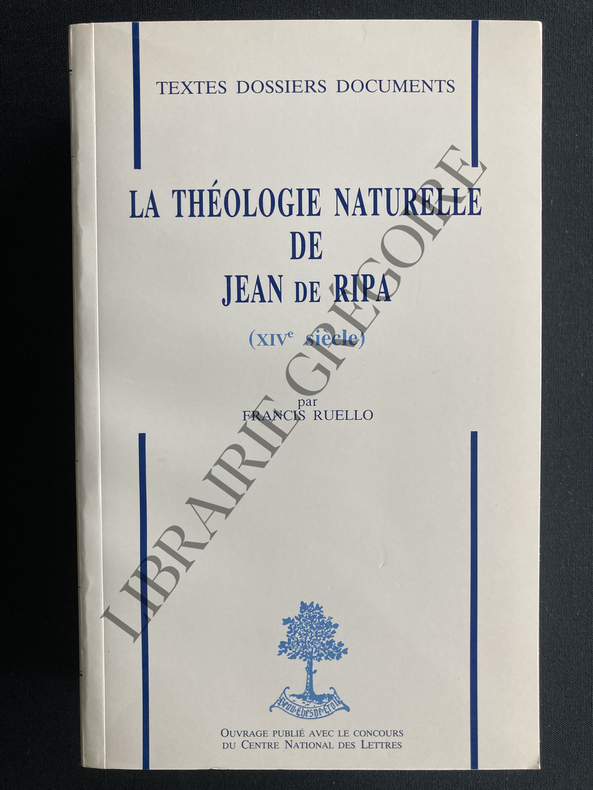 TEXTES DOSSIERS DOCUMENTS
LA THÉOLOGIE NATURELLE
DE
JEAN DE RIPA
(XIVe siècle)
par
FRANCIS RUELLO
LIBRAIRIE GRÉGOIRE
OUVRAGE PUBLIÉ AVEC LE CONCOURS
DU CENTRE NATIONAL DES LETTRES